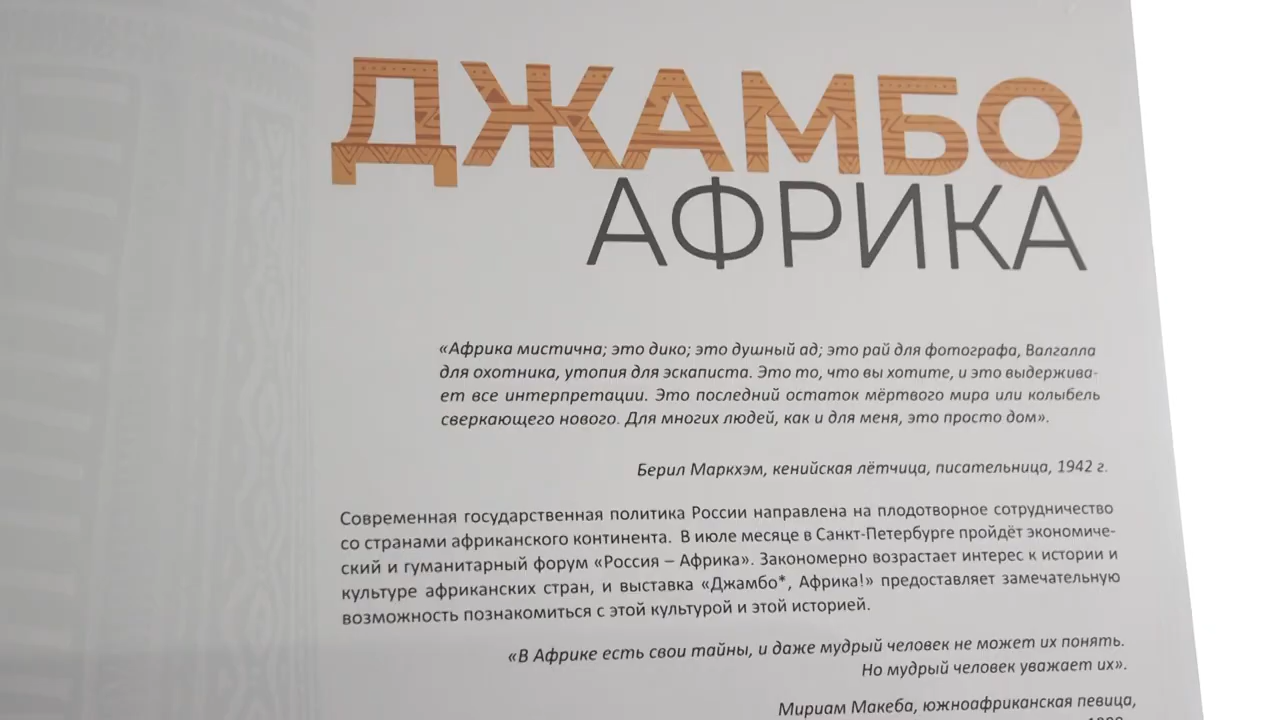 ДЖАМБО
АФРИКА
«Африка мистична; это дико; это душный ад; это рай для фотографа, Валгалла
для охотника, утопия для эскаписта. Это то, что вы хотите, и это выдержива-
ет все интерпретации. Это последний остаток мёртвого мира или колыбель
сверкающего нового. Для многих людей, как и для меня, это просто дом».
Берил Маркхэм, кенийская лётчица, писательница, 1942 г.
Современная государственная политика России направлена на плодотворное сотрудничество
со странами африканского континента. В июле месяце в Санкт-Петербурге пройдёт экономиче-
ский и гуманитарный форум «Россия – Африка». Закономерно возрастает интерес к истории и
культуре африканских стран, и выставка «Джамбо*, Африка!» предоставляет замечательную
возможность познакомиться с этой культурой и этой историей.
«В Африке есть свои тайны, и даже мудрый человек не может их понять.
Но мудрый человек уважает их».
Мириам Макеба, южноафриканская певица,